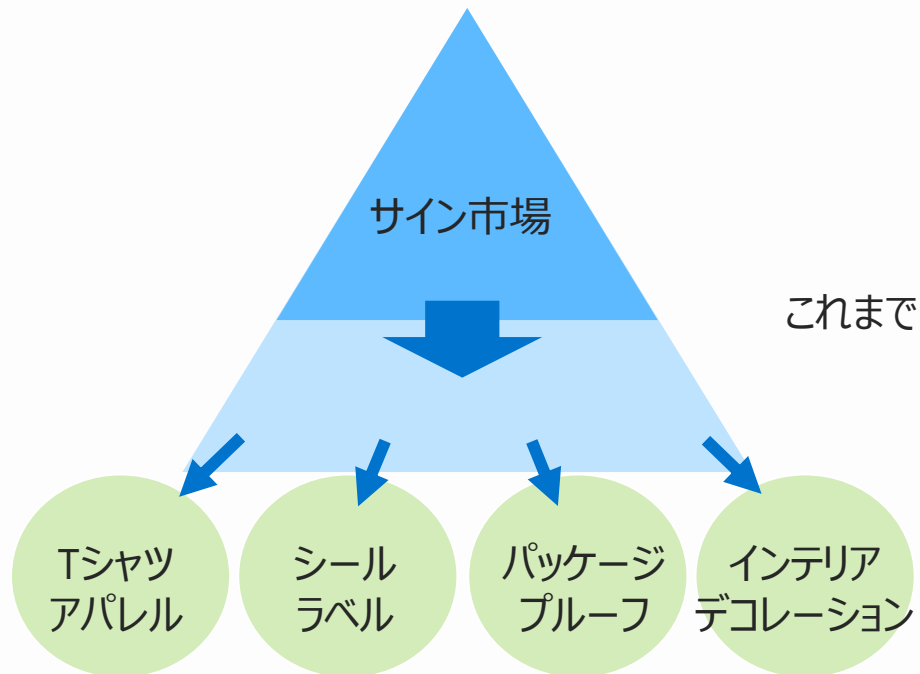 サイン市場
これまで
Tシャツ
アパレル
シール
ラベル
パッケージ
プルーフ
インテリア
デコレーション